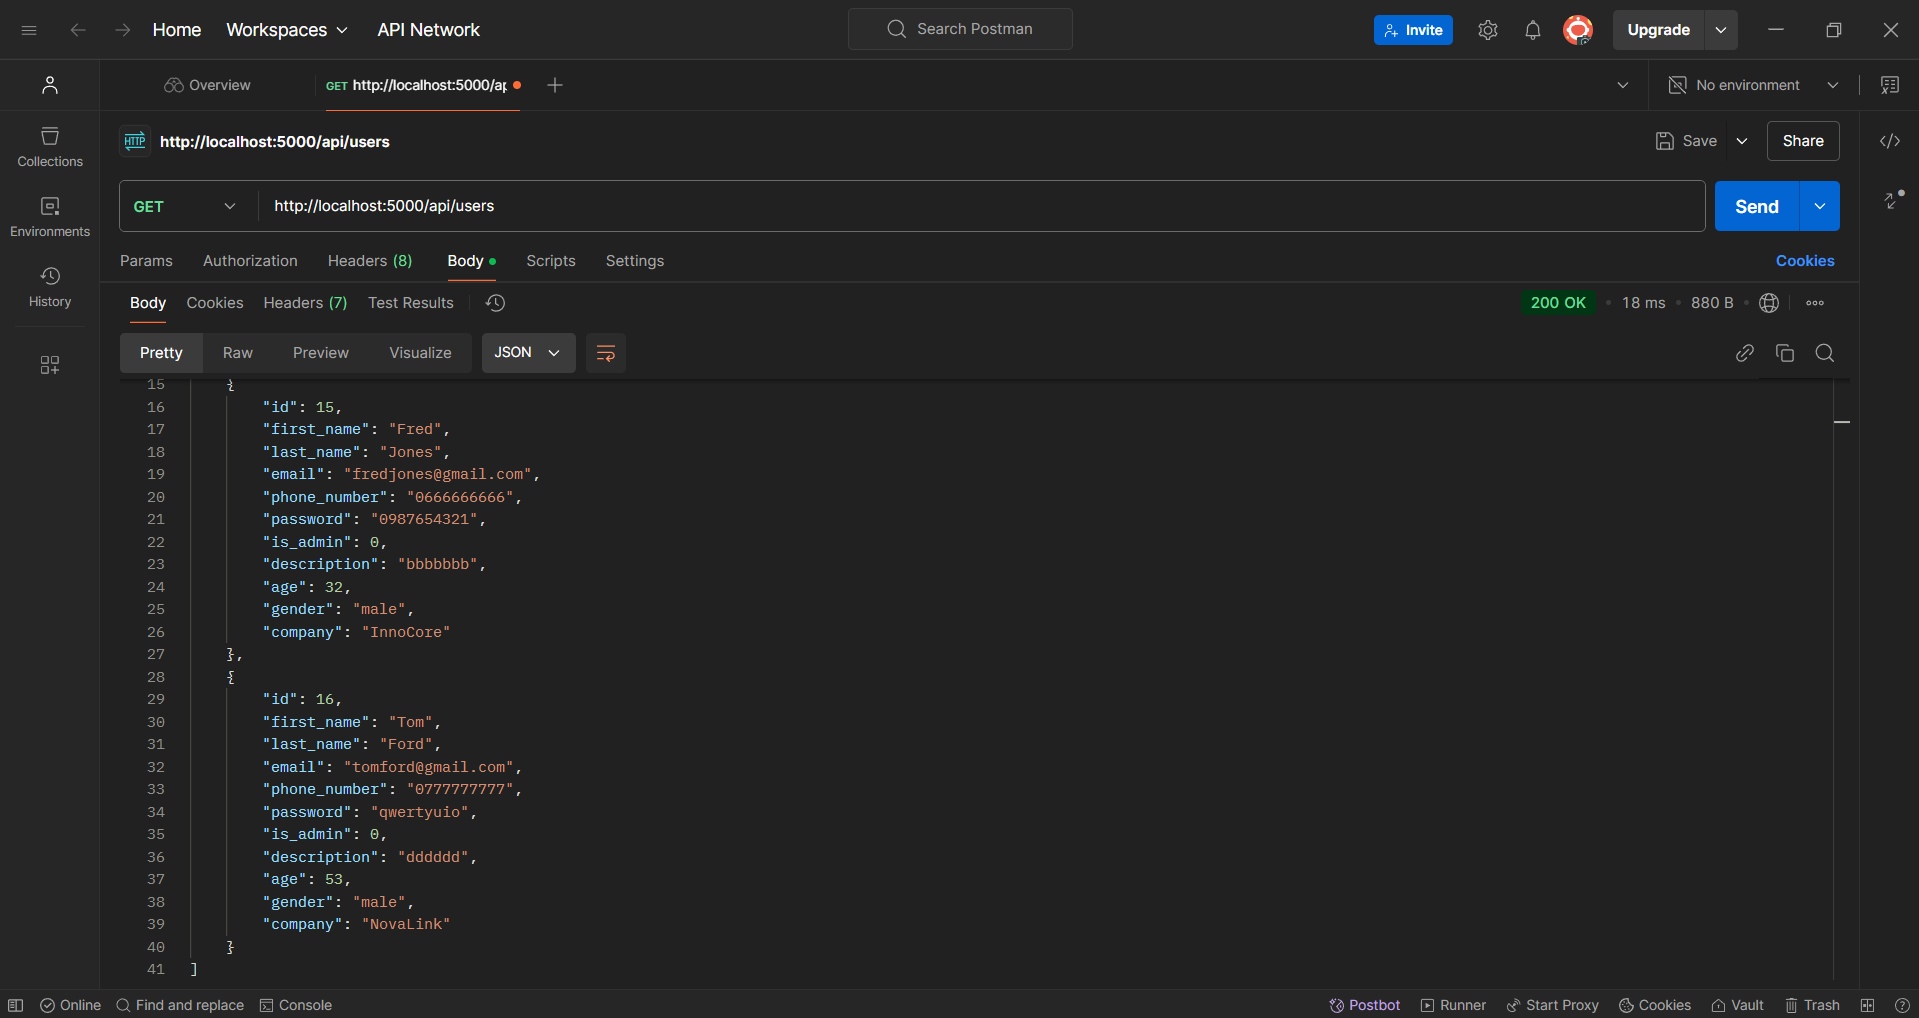 Home Workspaces API Network Search Postman Invite Upgrade
Overview GET http://localhost:5000/ap No environment
HTTP http://localhost:5000/api/users Save Share
Collections
GET http://localhost:5000/api/users Send
Environments
Params Authorization Headers (8) Body Scripts Settings Cookies
History
Body Cookies Headers (7) Test Results 200 OK 18 ms 880 B
Pretty Raw Preview Visualize JSON
15 {
16 "id": 15,
17 "first_name": "Fred",
18 "last_name": "Jones",
19 "email": "fredjones@gmail.com",
20 "phone_number": "0666666666",
21 "password": "0987654321",
22 "is_admin": 0,
23 "description": "bbbbbbb",
24 "age": 32,
25 "gender": "male",
26 "company": "InnoCore"
27 },
28 {
29 "id": 16,
30 "first_name": "Tom",
31 "last_name": "Ford",
32 "email": "tomford@gmail.com",
33 "phone_number": "0777777777",
34 "password": "qwertyuio",
35 "is_admin": 0,
36 "description": "dddddd",
37 "age": 53,
38 "gender": "male",
39 "company": "NovaLink"
40 }
41 ]
Online Find and replace Console Postbot Runner Start Proxy Cookies Vault Trash